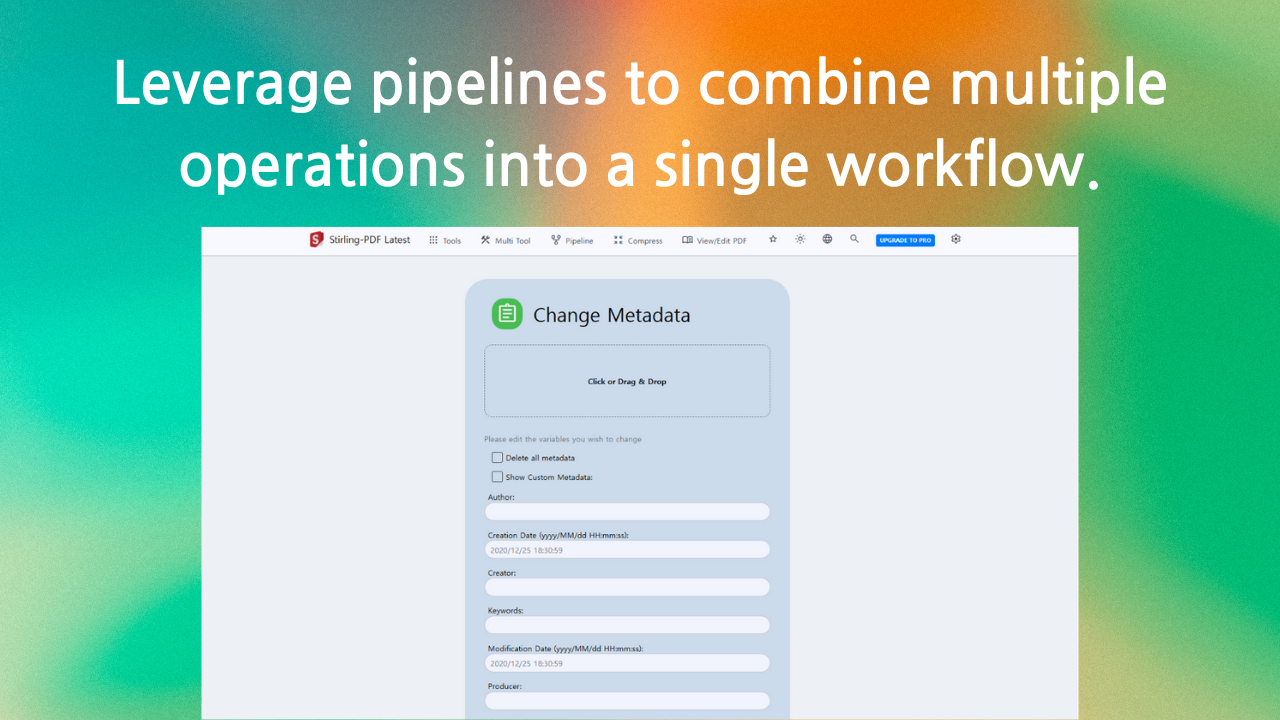 Leverage pipelines to combine multiple
operations into a single workflow.
S Stirling-PDF Latest Tools Multi Tool Pipeline Compress View/Edit PDF UPGRADE TO PRO
Change Metadata
Click or Drag & Drop
Please edit the variables you wish to change
Delete all metadata
Show Custom Metadata:
Author:
Creation Date (yyyy/MM/dd HH:mm:ss):
2020/12/25 18:30:59
Creator:
Keywords:
Modification Date (yyyy/MM/dd HH:mm:ss):
2020/12/25 18:30:59
Producer: